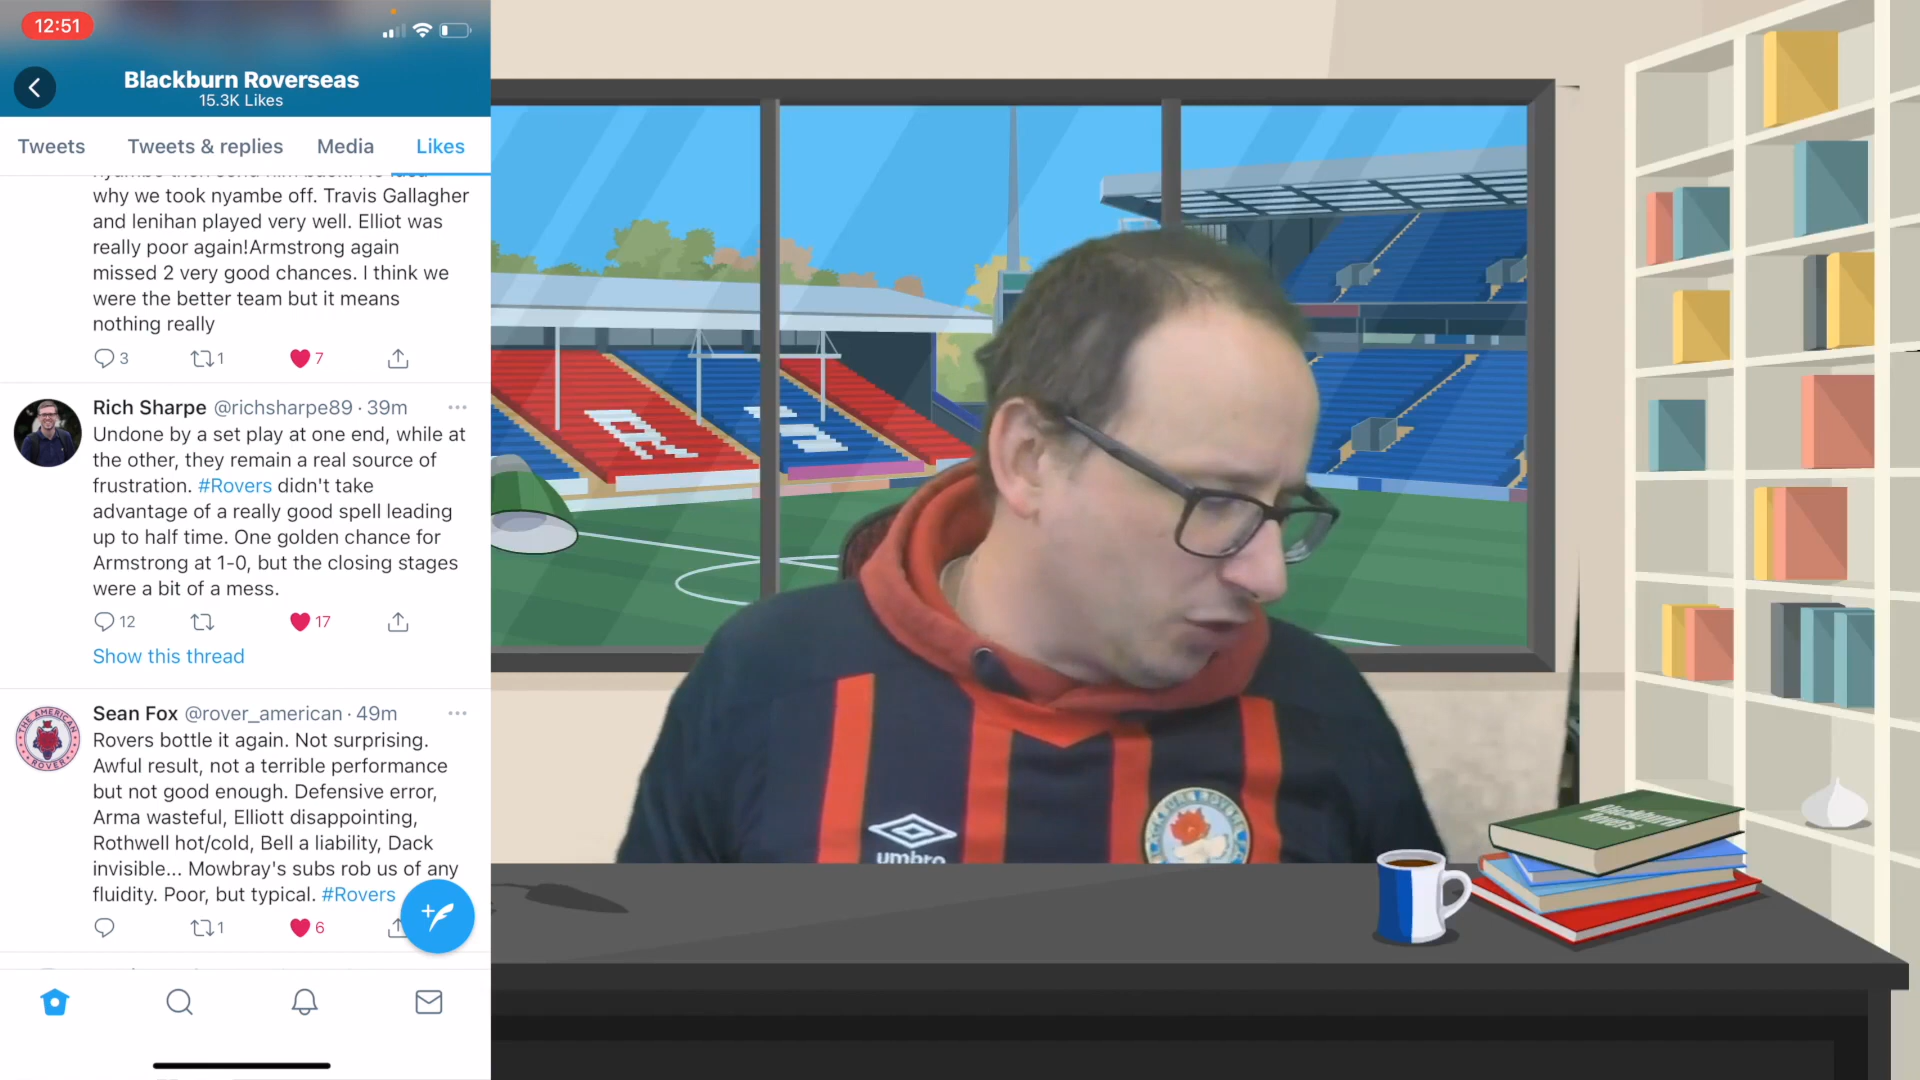 12:51
Blackburn Roverseas
15.3K Likes
Tweets Tweets & replies Media Likes
why we took nyambe off. Travis Gallagher
and lenihan played very well. Elliot was
really poor again!Armstrong again
missed 2 very good chances. I think we
were the better team but it means
nothing really
3 1 7
Rich Sharpe @richsharpe89 · 39m
Undone by a set play at one end, while at
the other, they remain a real source of
frustration. #Rovers didn't take
advantage of a really good spell leading
up to half time. One golden chance for
Armstrong at 1-0, but the closing stages
were a bit of a mess.
12 17
Show this thread
THE AMERICAN
ROVER
Sean Fox @rover_american · 49m
Rovers bottle it again. Not surprising.
Awful result, not a terrible performance
but not good enough. Defensive error,
Arma wasteful, Elliott disappointing,
Rothwell hot/cold, Bell a liability, Dack
invisible... Mowbray's subs rob us of any
fluidity. Poor, but typical. #Rovers
1 6
umbro
Blackburn
Rovers